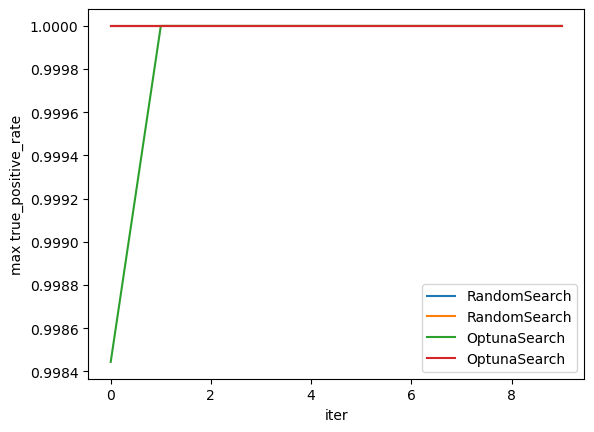 1.0000
0.9998
0.9996
0.9994
0.9992
0.9990
0.9988
0.9986
0.9984
max true_positive_rate
RandomSearch
RandomSearch
OptunaSearch
OptunaSearch
0 2 4 6 8
iter